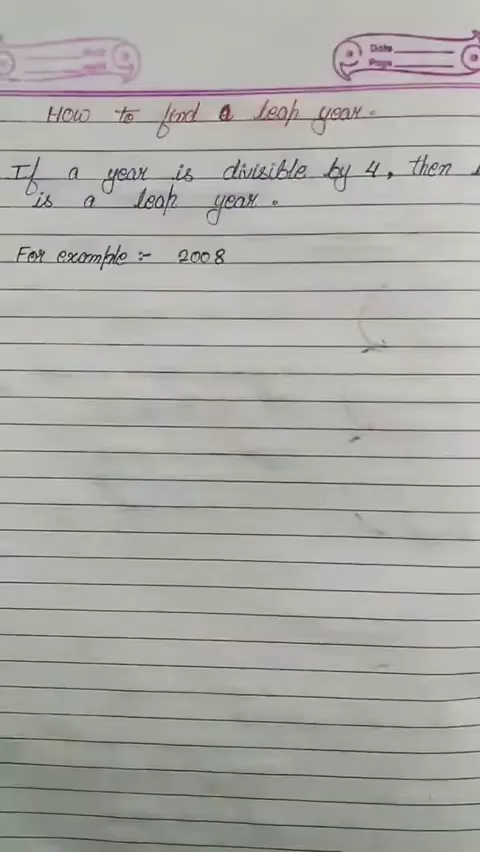 Date
Page
How to find a leap year.
If a year is divisible by 4, then
is a leap year.
For example :- 2008